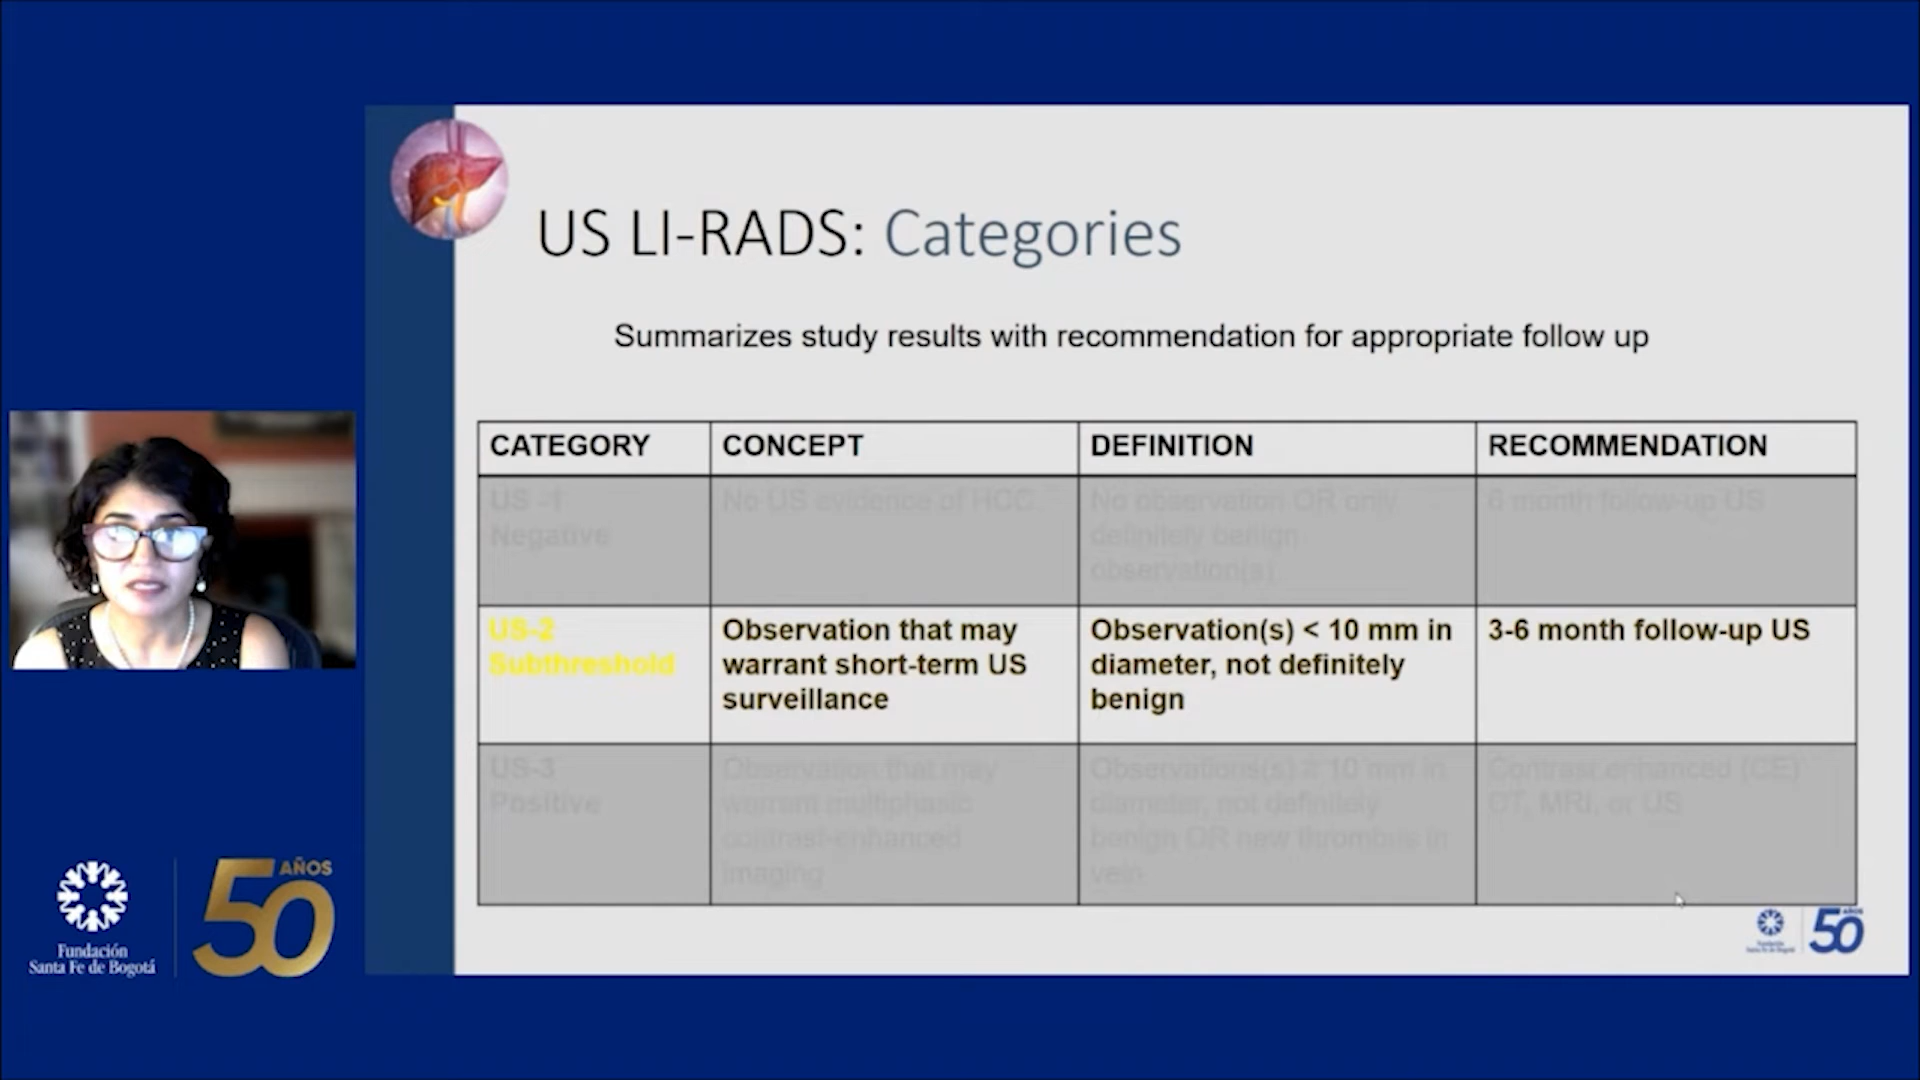 US LI-RADS: Categories
Summarizes study results with recommendation for appropriate follow up
CATEGORY CONCEPT DEFINITION RECOMMENDATION
US -1
Negative
No US evidence of HCC
No observation OR only
definitely benign
observation(s)
6 month follow-up US
US-2
Subthreshold
Observation that may
warrant short-term US
surveillance
Observation(s) < 10 mm in
diameter, not definitely
benign
3-6 month follow-up US
US-3
Positive
Observation that may
warrant multiphasic
contrast-enhanced
imaging
Observations(s) ≥ 10 mm in
diameter, not definitely
benign OR new thrombus in
vein
Contrast enhanced (CE)
CT, MRI, or US
Fundación
Santa Fe de Bogotá
50 AÑOS
50 AÑOS